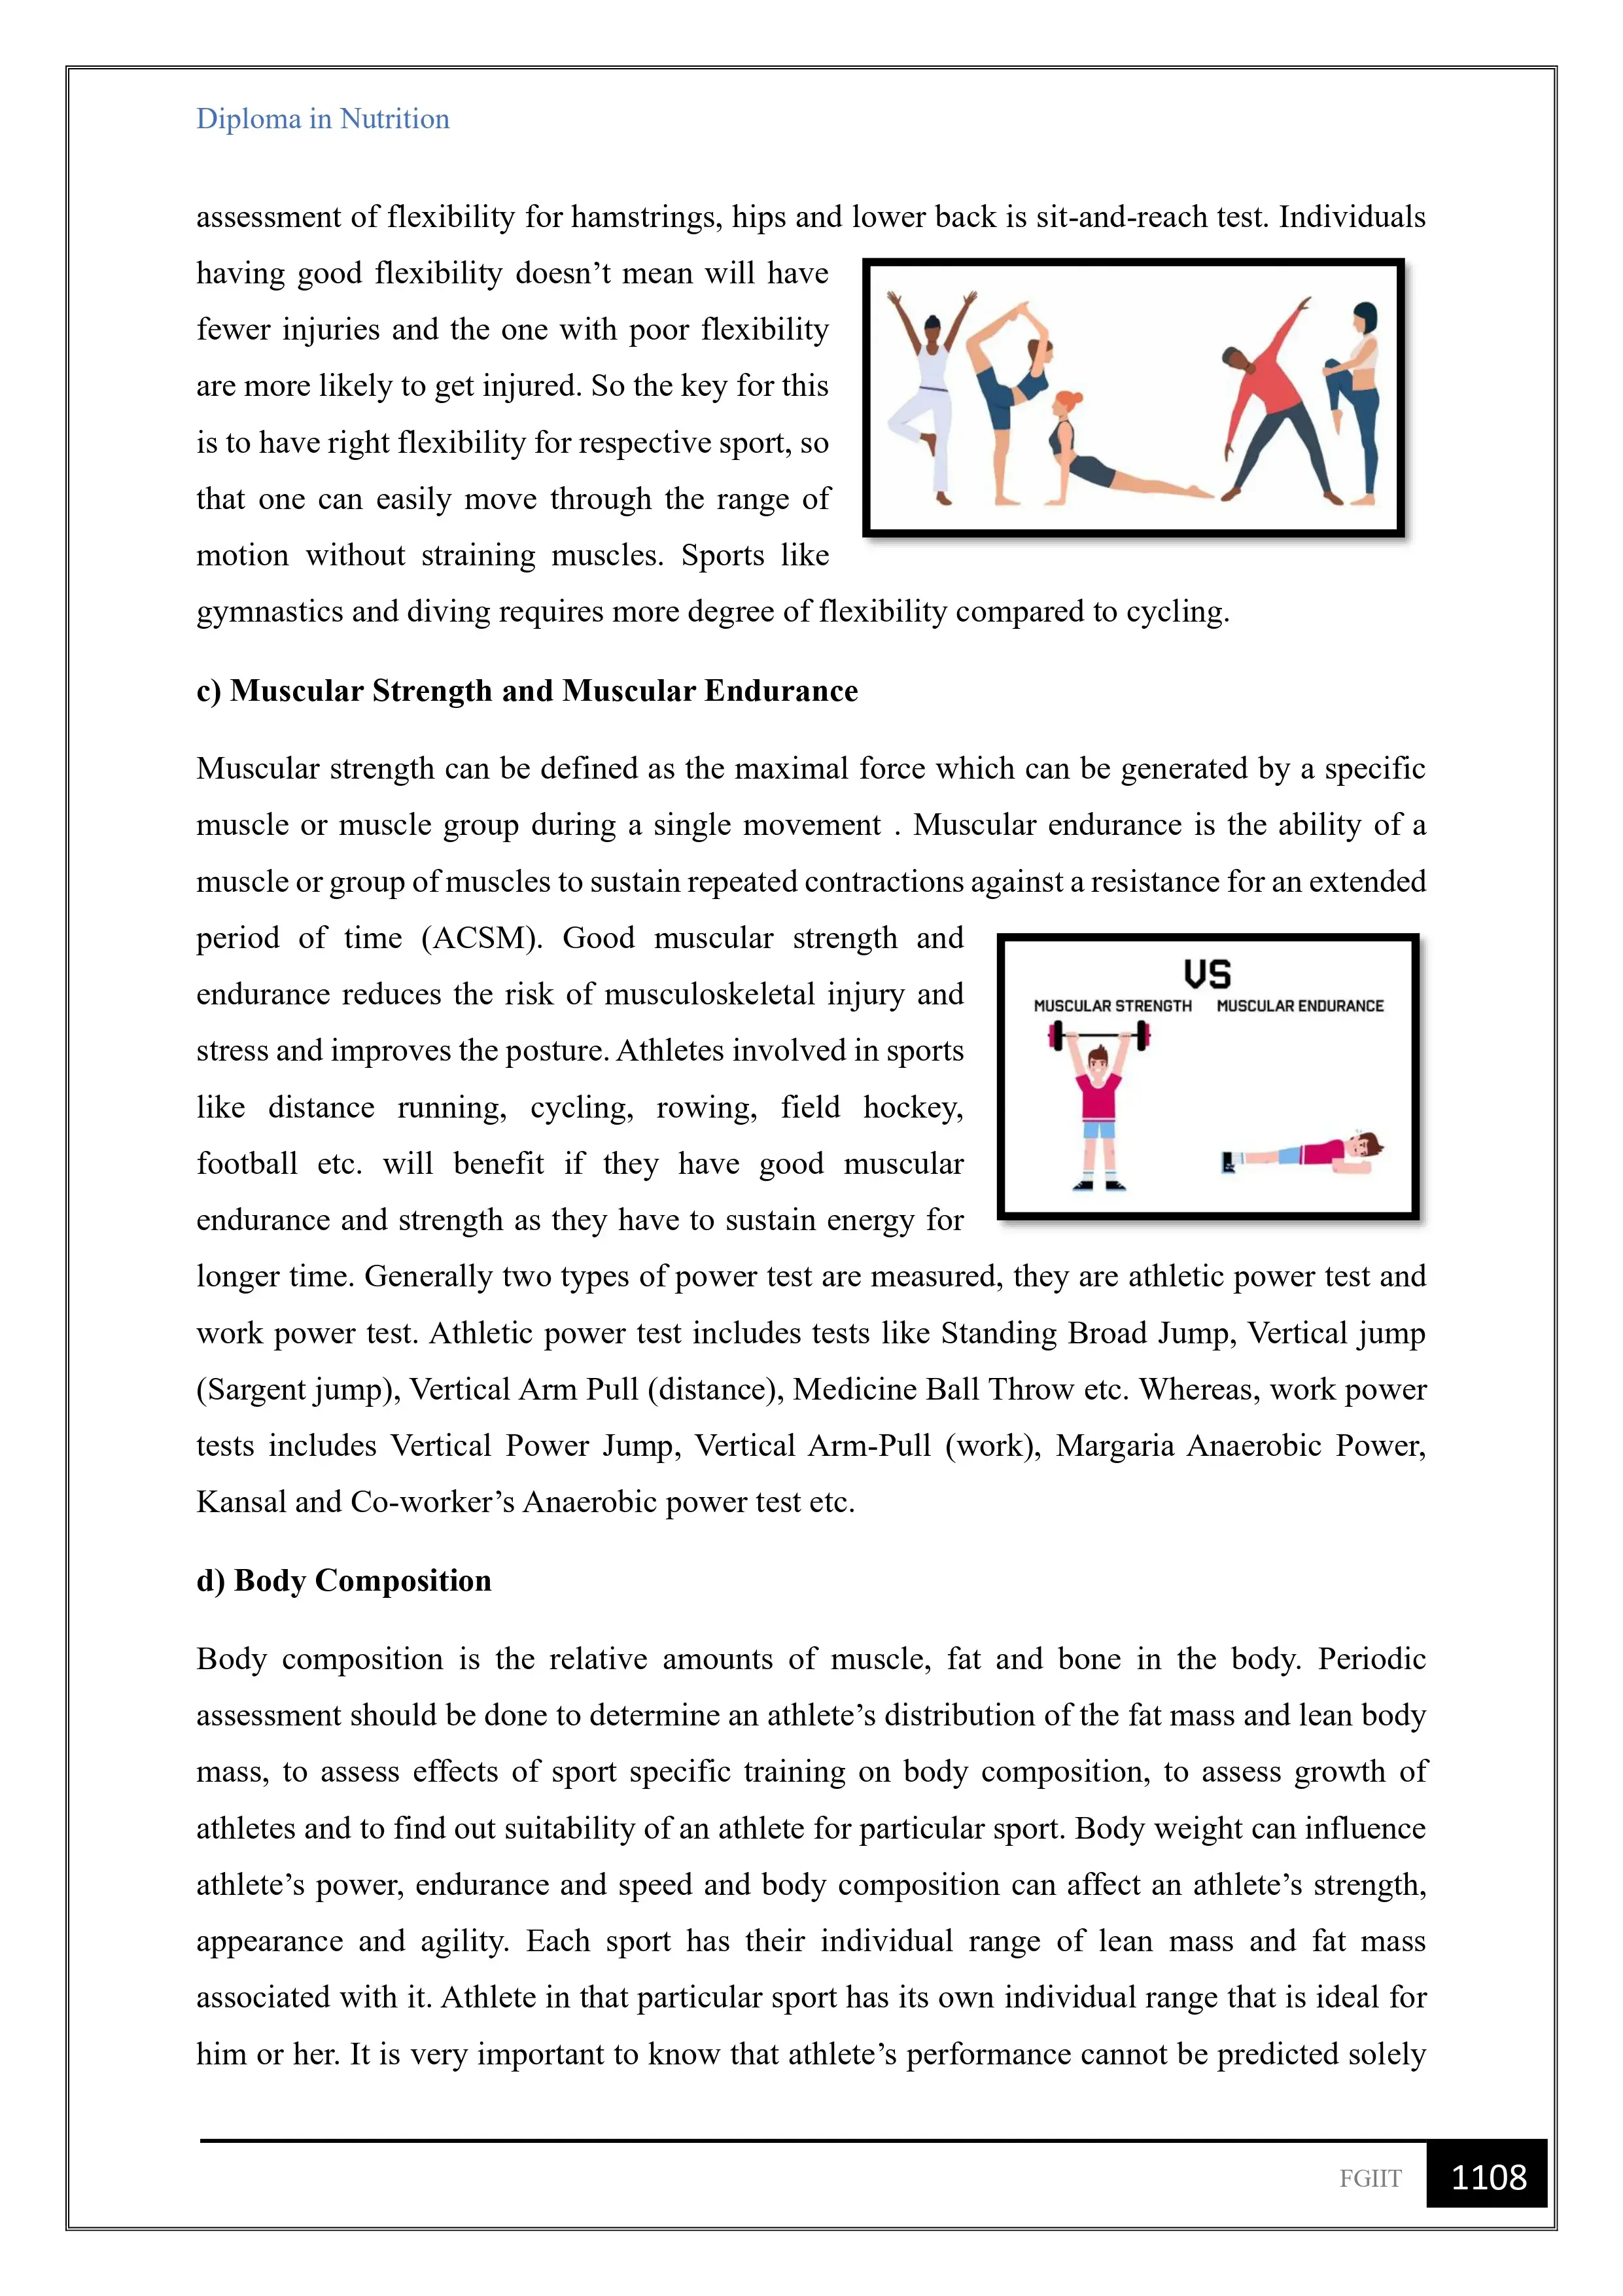 Diploma in Nutrition
assessment of flexibility for hamstrings, hips and lower back is sit-and-reach test. Individuals
having good flexibility doesn’t mean will have
fewer injuries and the one with poor flexibility
are more likely to get injured. So the key for this
is to have right flexibility for respective sport, so
that one can easily move through the range of
motion without straining muscles. Sports like
gymnastics and diving requires more degree of flexibility compared to cycling.
c) Muscular Strength and Muscular Endurance
Muscular strength can be defined as the maximal force which can be generated by a specific
muscle or muscle group during a single movement . Muscular endurance is the ability of a
muscle or group of muscles to sustain repeated contractions against a resistance for an extended
period of time (ACSM). Good muscular strength and
endurance reduces the risk of musculoskeletal injury and
stress and improves the posture. Athletes involved in sports
like distance running, cycling, rowing, field hockey,
football etc. will benefit if they have good muscular
endurance and strength as they have to sustain energy for
VS
MUSCULAR STRENGTH MUSCULAR ENDURANCE
longer time. Generally two types of power test are measured, they are athletic power test and
work power test. Athletic power test includes tests like Standing Broad Jump, Vertical jump
(Sargent jump), Vertical Arm Pull (distance), Medicine Ball Throw etc. Whereas, work power
tests includes Vertical Power Jump, Vertical Arm-Pull (work), Margaria Anaerobic Power,
Kansal and Co-worker’s Anaerobic power test etc.
d) Body Composition
Body composition is the relative amounts of muscle, fat and bone in the body. Periodic
assessment should be done to determine an athlete’s distribution of the fat mass and lean body
mass, to assess effects of sport specific training on body composition, to assess growth of
athletes and to find out suitability of an athlete for particular sport. Body weight can influence
athlete’s power, endurance and speed and body composition can affect an athlete’s strength,
appearance and agility. Each sport has their individual range of lean mass and fat mass
associated with it. Athlete in that particular sport has its own individual range that is ideal for
him or her. It is very important to know that athlete’s performance cannot be predicted solely
FGIIT 1108